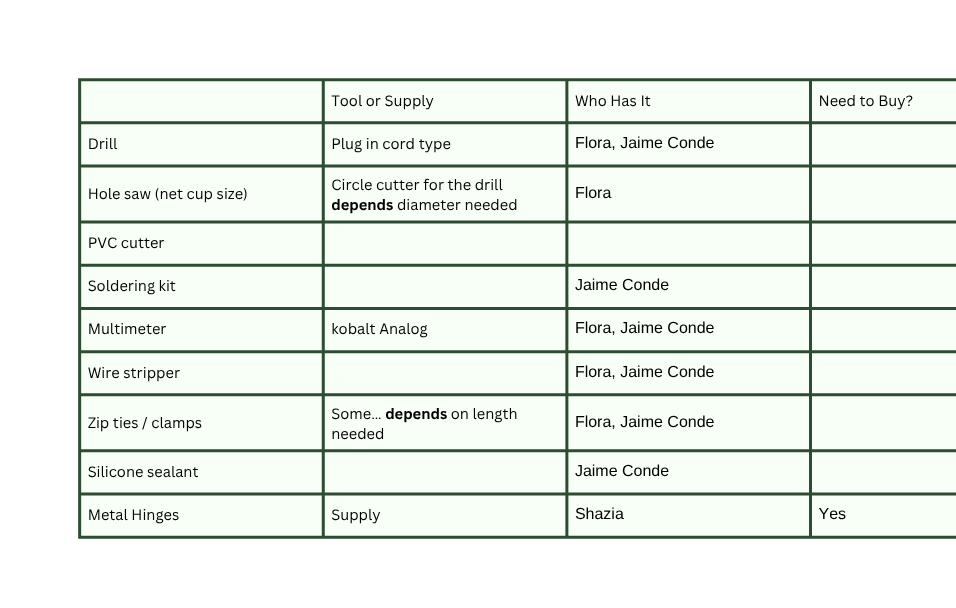 Tool or Supply
Who Has It
Need to Buy?
Drill
Plug in cord type
Flora, Jaime Conde
Hole saw (net cup size)
Circle cutter for the drill
depends diameter needed
Flora
PVC cutter
Soldering kit
Jaime Conde
Multimeter
kobalt Analog
Flora, Jaime Conde
Wire stripper
Flora, Jaime Conde
Zip ties / clamps
Some... depends on length
needed
Flora, Jaime Conde
Silicone sealant
Jaime Conde
Metal Hinges
Supply
Shazia
Yes